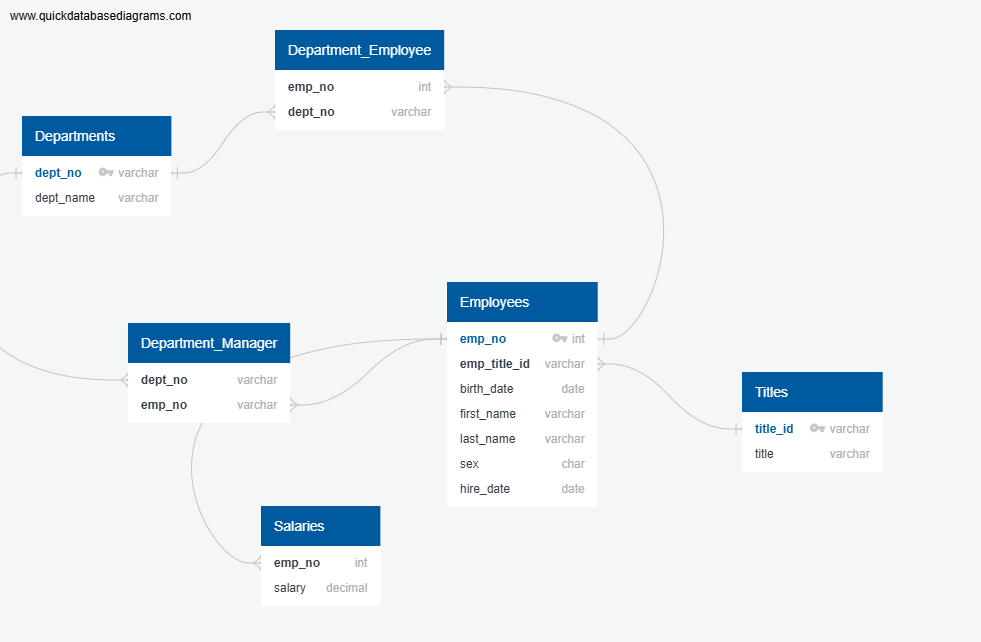 www.quickdatabasediagrams.com
Department_Employee
emp_no int
dept_no varchar
Departments
dept_no varchar
dept_name varchar
Employees
emp_no int
emp_title_id varchar
birth_date date
first_name varchar
last_name varchar
sex char
hire_date date
Department_Manager
dept_no varchar
emp_no varchar
Titles
title_id varchar
title varchar
Salaries
emp_no int
salary decimal